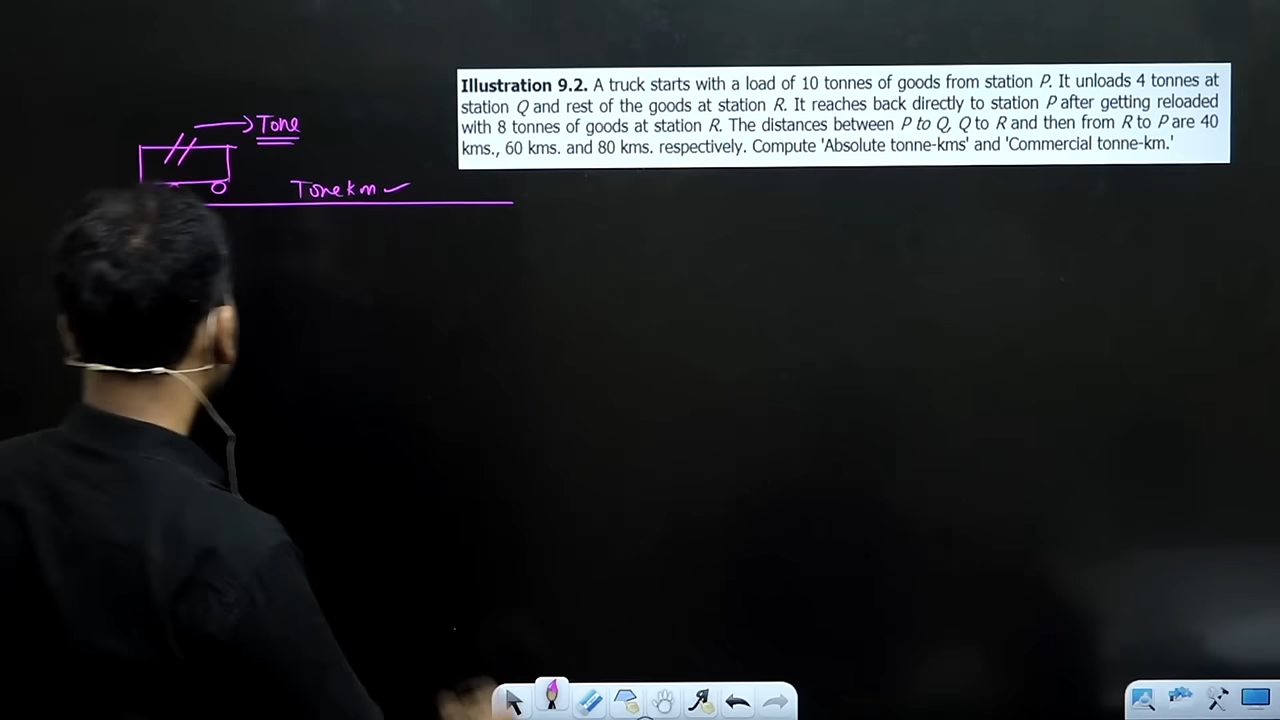 Illustration 9.2. A truck starts with a load of 10 tonnes of goods from station P. It unloads 4 tonnes at
station Q and rest of the goods at station R. It reaches back directly to station P after getting reloaded
with 8 tonnes of goods at station R. The distances between P to Q, Q to R and then from R to P are 40
kms., 60 kms. and 80 kms. respectively. Compute 'Absolute tonne-kms' and 'Commercial tonne-km.'
Tone
Tone km